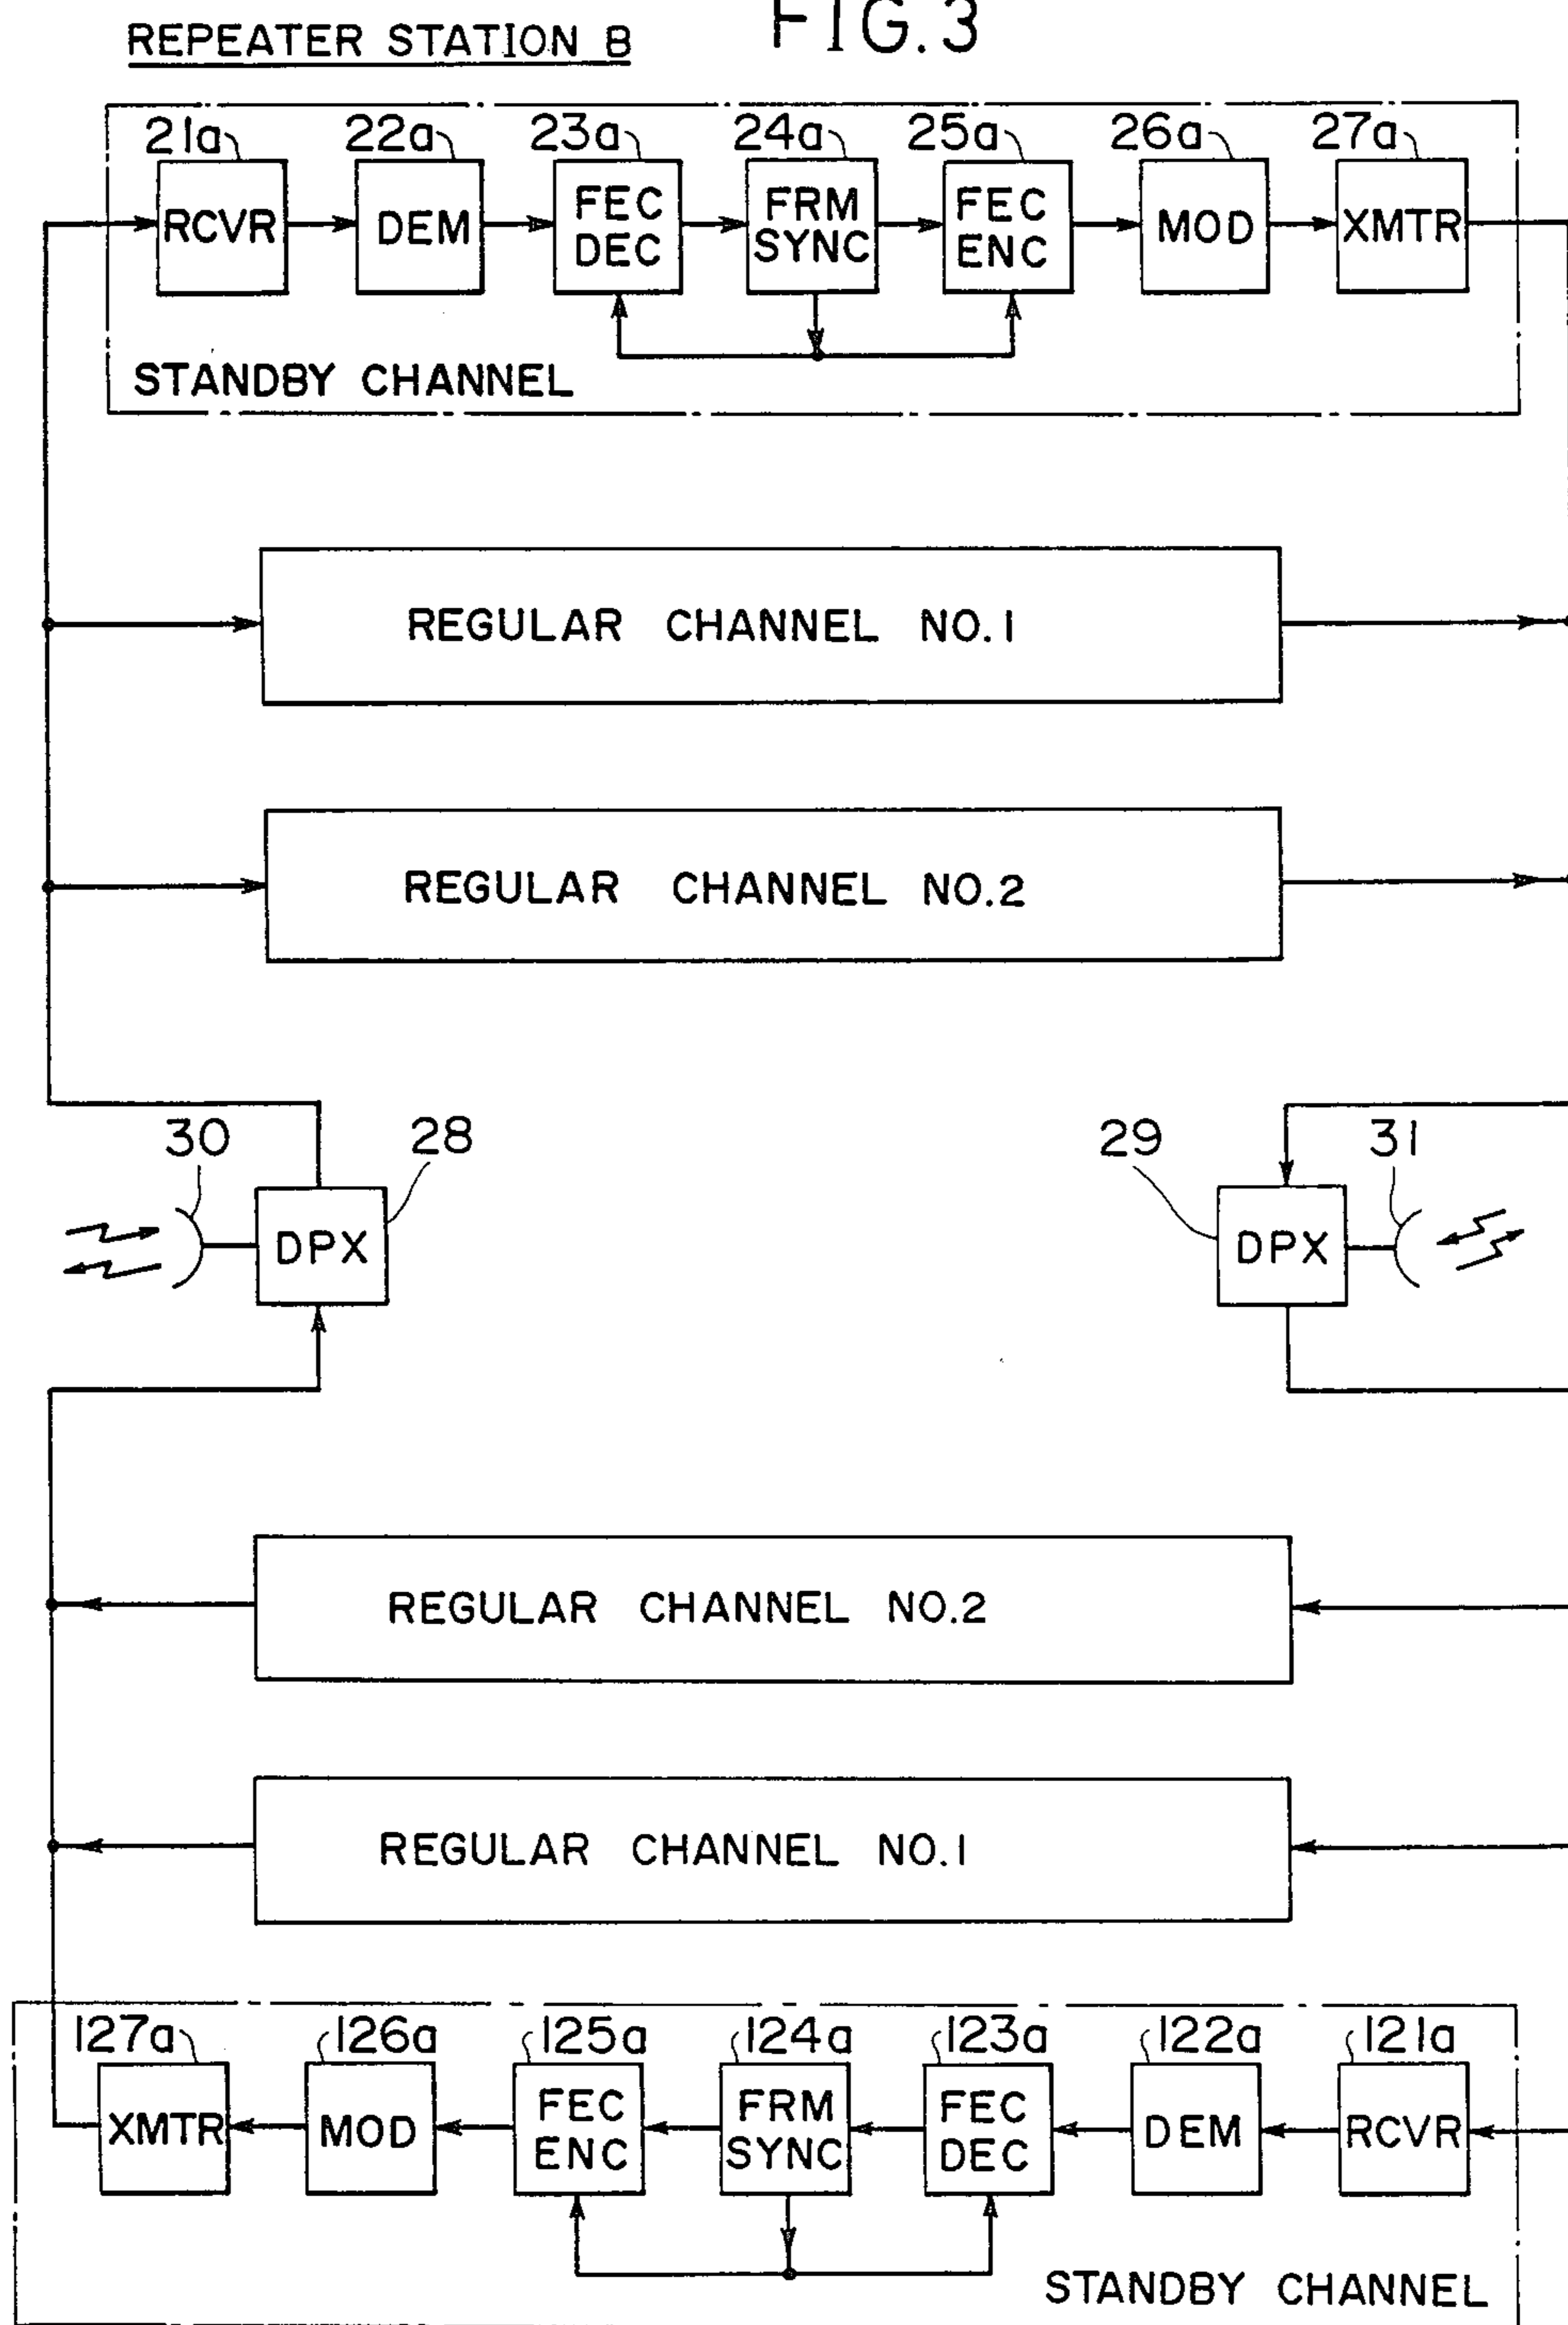 REPEATER STATION B
FIG. 3
21a 22a 23a 24a 25a 26a 27a
RCVR DEM FEC DEC FRM SYNC FEC ENC MOD XMTR
STANDBY CHANNEL
REGULAR CHANNEL NO. 1
REGULAR CHANNEL NO. 2
30 28 29 31
DPX DPX
REGULAR CHANNEL NO. 2
REGULAR CHANNEL NO. 1
127a 126a 125a 124a 123a 122a 121a
XMTR MOD FEC ENC FRM SYNC FEC DEC DEM RCVR
STANDBY CHANNEL